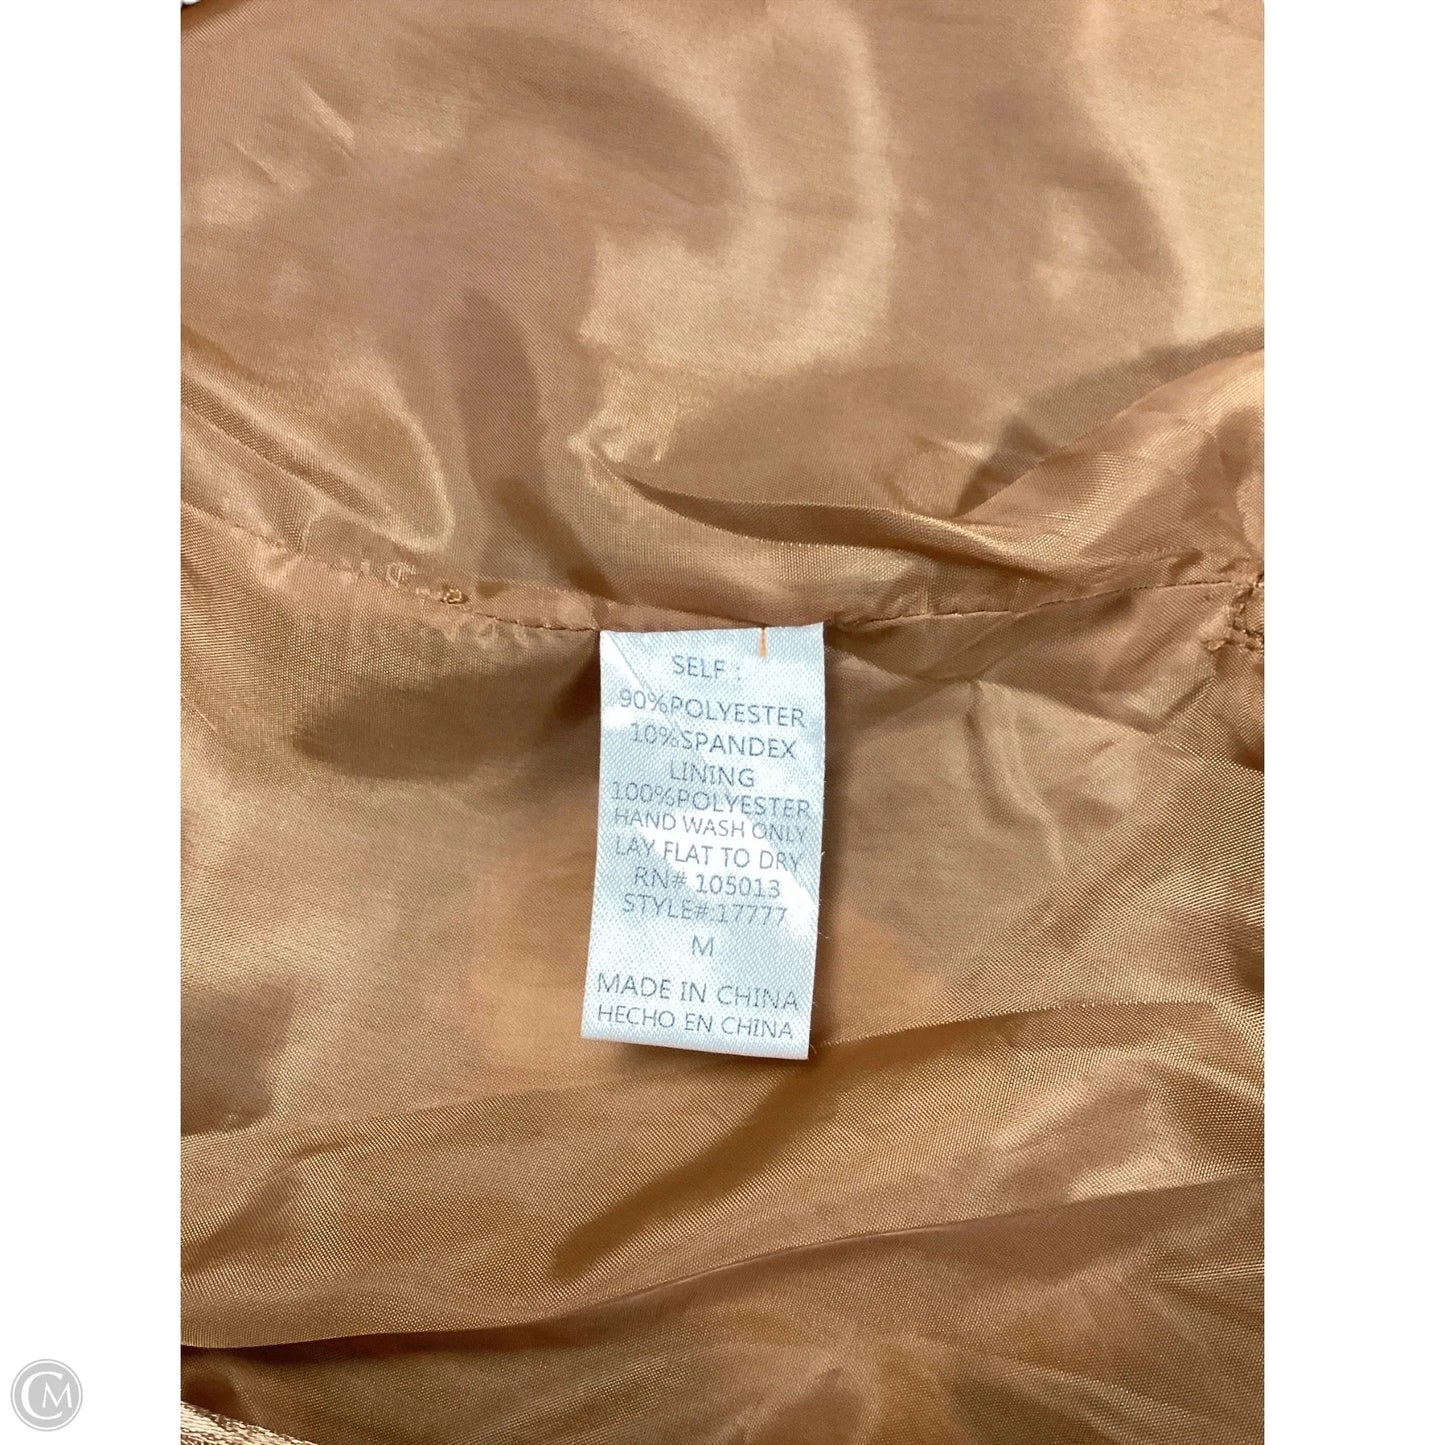 SELF :
90%POLYESTER
10%SPANDEX
LINING
100%POLYESTER
HAND WASH ONLY
LAY FLAT TO DRY
RN# 105013
STYLE# 17777
M
MADE IN CHINA
HECHO EN CHINA
CM